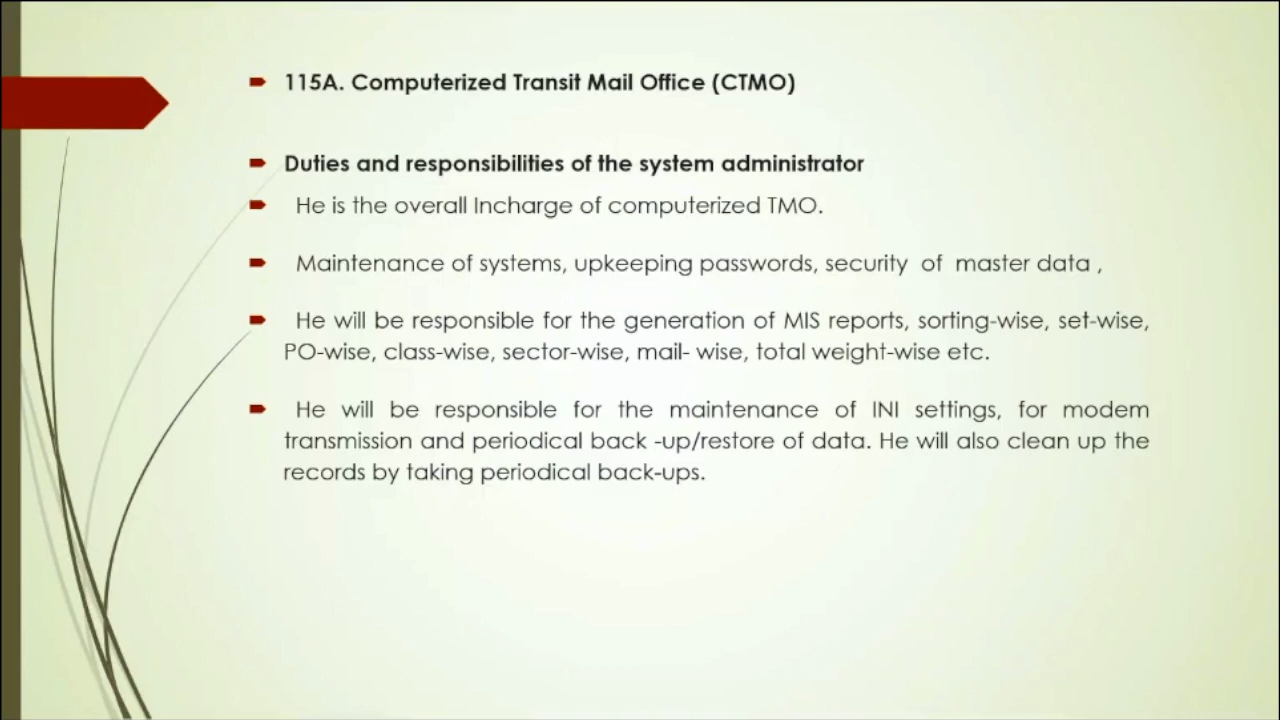 115A. Computerized Transit Mail Office (CTMO)
Duties and responsibilities of the system administrator
He is the overall Incharge of computerized TMO.
Maintenance of systems, upkeeping passwords, security of master data ,
He will be responsible for the generation of MIS reports, sorting-wise, set-wise,
PO-wise, class-wise, sector-wise, mail- wise, total weight-wise etc.
He will be responsible for the maintenance of INI settings, for modem
transmission and periodical back -up/restore of data. He will also clean up the
records by taking periodical back-ups.